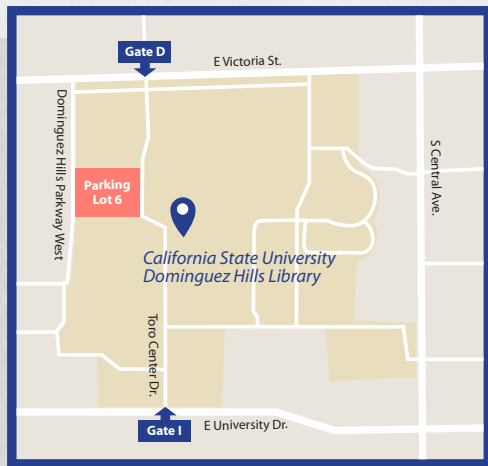 Gate D
E Victoria St.
Dominguez Hills
Parkway West
S Central Ave.
Parking
Lot 6
California State University
Dominguez Hills Library
Toro Center Dr.
E University Dr.
Gate I